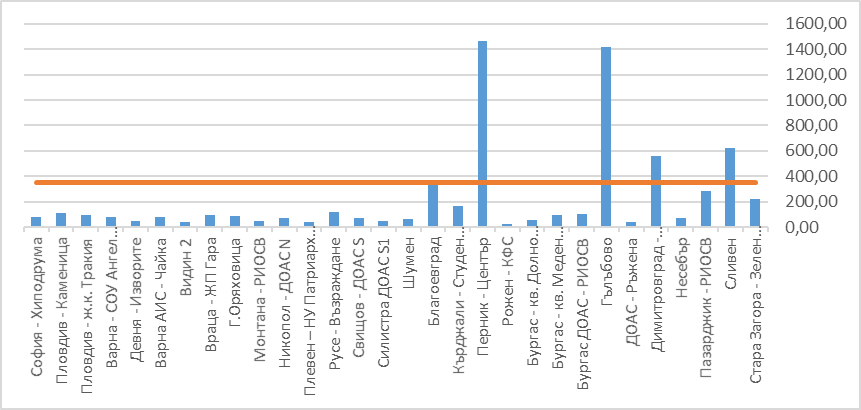 1600,00
1400,00
1200,00
1000,00
800,00
600,00
400,00
200,00
0,00
София - Хиподрума
Пловдив - Каменица
Пловдив - ж.к. Тракия
Варна - СОУ Ангел…
Девня - Изворите
Варна АИС - Чайка
Видин 2
Враца - ЖП Гара
Г.Оряховица
Монтана - РИОСВ
Никопол - ДОАС N
Плевен – НУ Патриарх…
Русе - Възраждане
Свищов - ДОАС S
Силистра ДОАС S1
Шумен
Благоевград
Кърджали - Студен…
Перник - Център
Рожен - КФС
Бургас - кв. Долно…
Бургас - кв. Меден…
Бургас ДОАС - РИОСВ
Гълъбово
ДОАС - Ръжена
Димитровград -…
Несебър
Пазарджик - РИОСВ
Сливен
Стара Загора - Зелен…